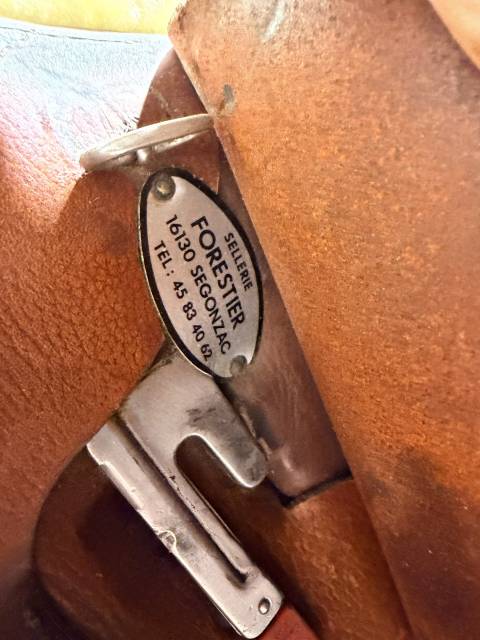 SELLERIE
FORESTIER
16130 SEGONZAC
TEL : 45 83 40 62